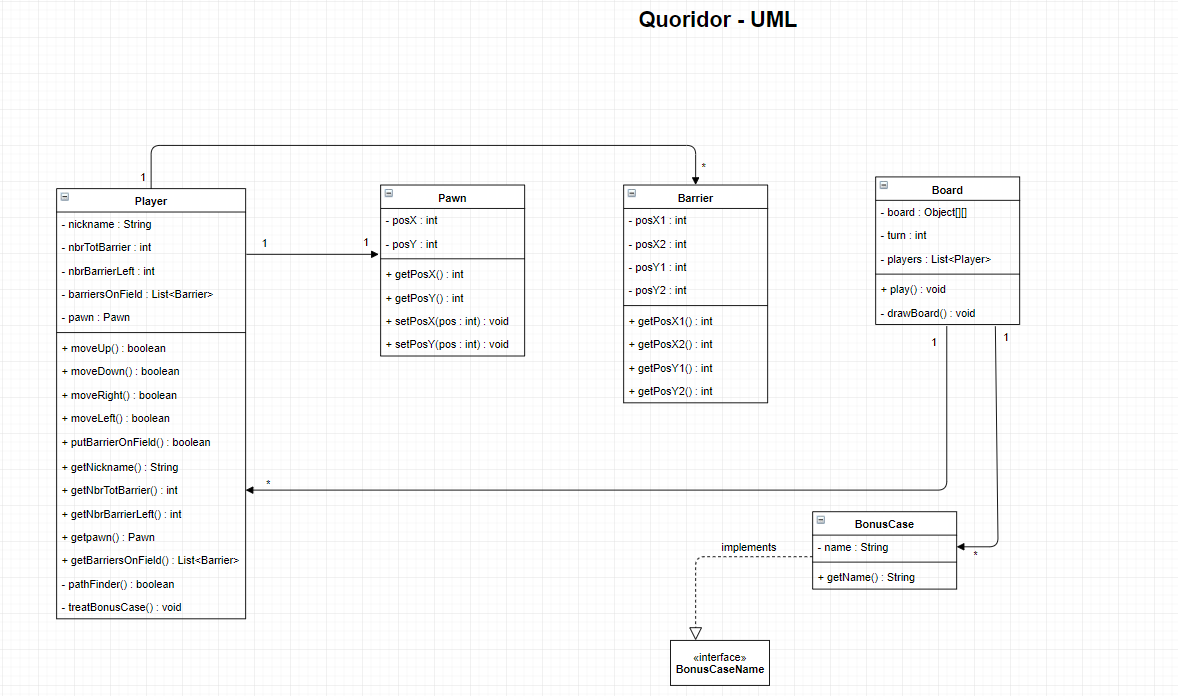 Quoridor - UML
1
*
Player
- nickname : String
- nbrTotBarrier : int
- nbrBarrierLeft : int
- barriersOnField : List<Barrier>
- pawn : Pawn
+ moveUp() : boolean
+ moveDown() : boolean
+ moveRight() : boolean
+ moveLeft() : boolean
+ putBarrierOnField() : boolean
+ getNickname() : String
+ getNbrTotBarrier() : int
+ getNbrBarrierLeft() : int
+ getpawn() : Pawn
+ getBarriersOnField() : List<Barrier>
- pathFinder() : boolean
- treatBonusCase() : void
1
1
Pawn
- posX : int
- posY : int
+ getPosX() : int
+ getPosY() : int
+ setPosX(pos : int) : void
+ setPosY(pos : int) : void
Barrier
- posX1 : int
- posX2 : int
- posY1 : int
- posY2 : int
+ getPosX1() : int
+ getPosX2() : int
+ getPosY1() : int
+ getPosY2() : int
Board
- board : Object[][]
- turn : int
- players : List<Player>
+ play() : void
- drawBoard() : void
1
1
*
*
BonusCase
- name : String
+ getName() : String
implements
«interface»
BonusCaseName